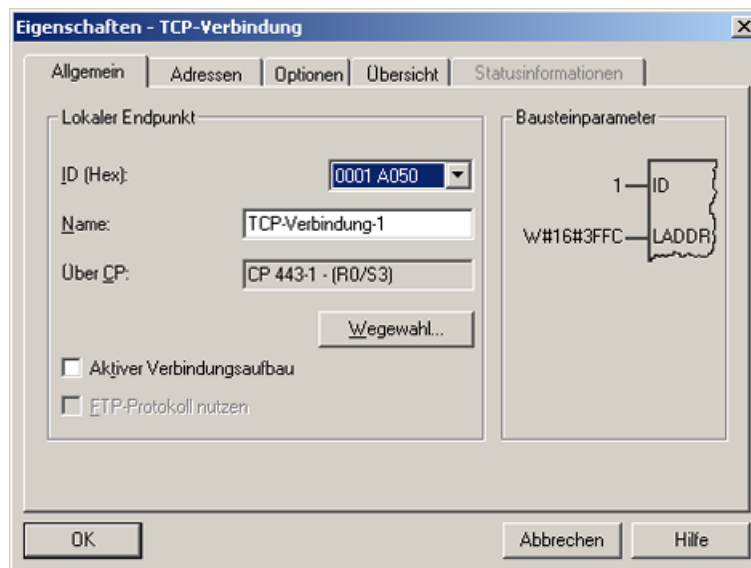 Eigenschaften - TCP-Verbindung
Allgemein Adressen Optionen Übersicht Statusinformationen
Lokaler Endpunkt
ID (Hex): 0001 A050
Name: TCP-Verbindung-1
Über CP: CP 443-1 - (R0/S3)
Wegewahl...
Aktiver Verbindungsaufbau
FTP-Protokoll nutzen
Bausteinparameter
1 ID
W#16#3FFC LADDR
OK Abbrechen Hilfe